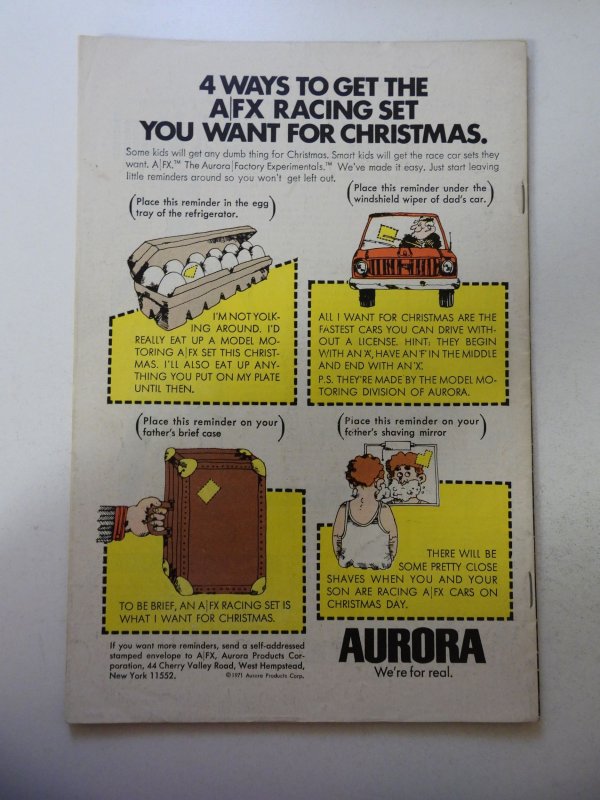 4 WAYS TO GET THE
A|FX RACING SET
YOU WANT FOR CHRISTMAS.
Some kids will get any dumb thing for Christmas. Smart kids will get the race car sets they
want. A|FX.™ The Aurora|Factory Experimentals.™ We've made it easy. Just start leaving
little reminders around so you won't get left out.
(Place this reminder in the egg
tray of the refrigerator.)
I'M NOT YOLK-
ING AROUND. I'D
REALLY EAT UP A MODEL MO-
TORING A|FX SET THIS CHRIST-
MAS. I'LL ALSO EAT UP ANY-
THING YOU PUT ON MY PLATE
UNTIL THEN.
(Place this reminder under the
windshield wiper of dad's car.)
ALL I WANT FOR CHRISTMAS ARE THE
FASTEST CARS YOU CAN DRIVE WITH-
OUT A LICENSE. HINT: THEY BEGIN
WITH AN 'A', HAVE AN 'F' IN THE MIDDLE
AND END WITH AN 'X'.
P.S. THEY'RE MADE BY THE MODEL MO-
TORING DIVISION OF AURORA.
(Place this reminder on your
father's brief case)
TO BE BRIEF, AN A|FX RACING SET IS
WHAT I WANT FOR CHRISTMAS.
(Place this reminder on your
father's shaving mirror)
THERE WILL BE
SOME PRETTY CLOSE
SHAVES WHEN YOU AND YOUR
SON ARE RACING A|FX CARS ON
CHRISTMAS DAY.
If you want more reminders, send a self-addressed
stamped envelope to A|FX, Aurora Products Cor-
poration, 44 Cherry Valley Road, West Hempstead,
New York 11552.
©1971 Aurora Products Corp.
AURORA
We're for real.